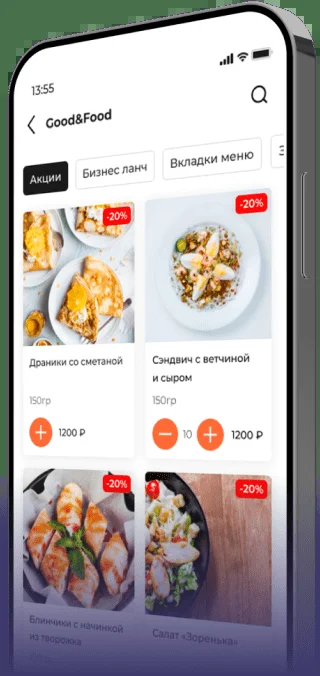 13:55
Good&Food
Акции
Бизнес ланч
Вкладки меню
-20%
-20%
Драники со сметаной
Сэндвич с ветчиной
и сыром
150гр
150гр
1200 ₽
10
1200 ₽
-20%
-20%
Блинчики с начинкой
из творожка
Салат «Зоренька»